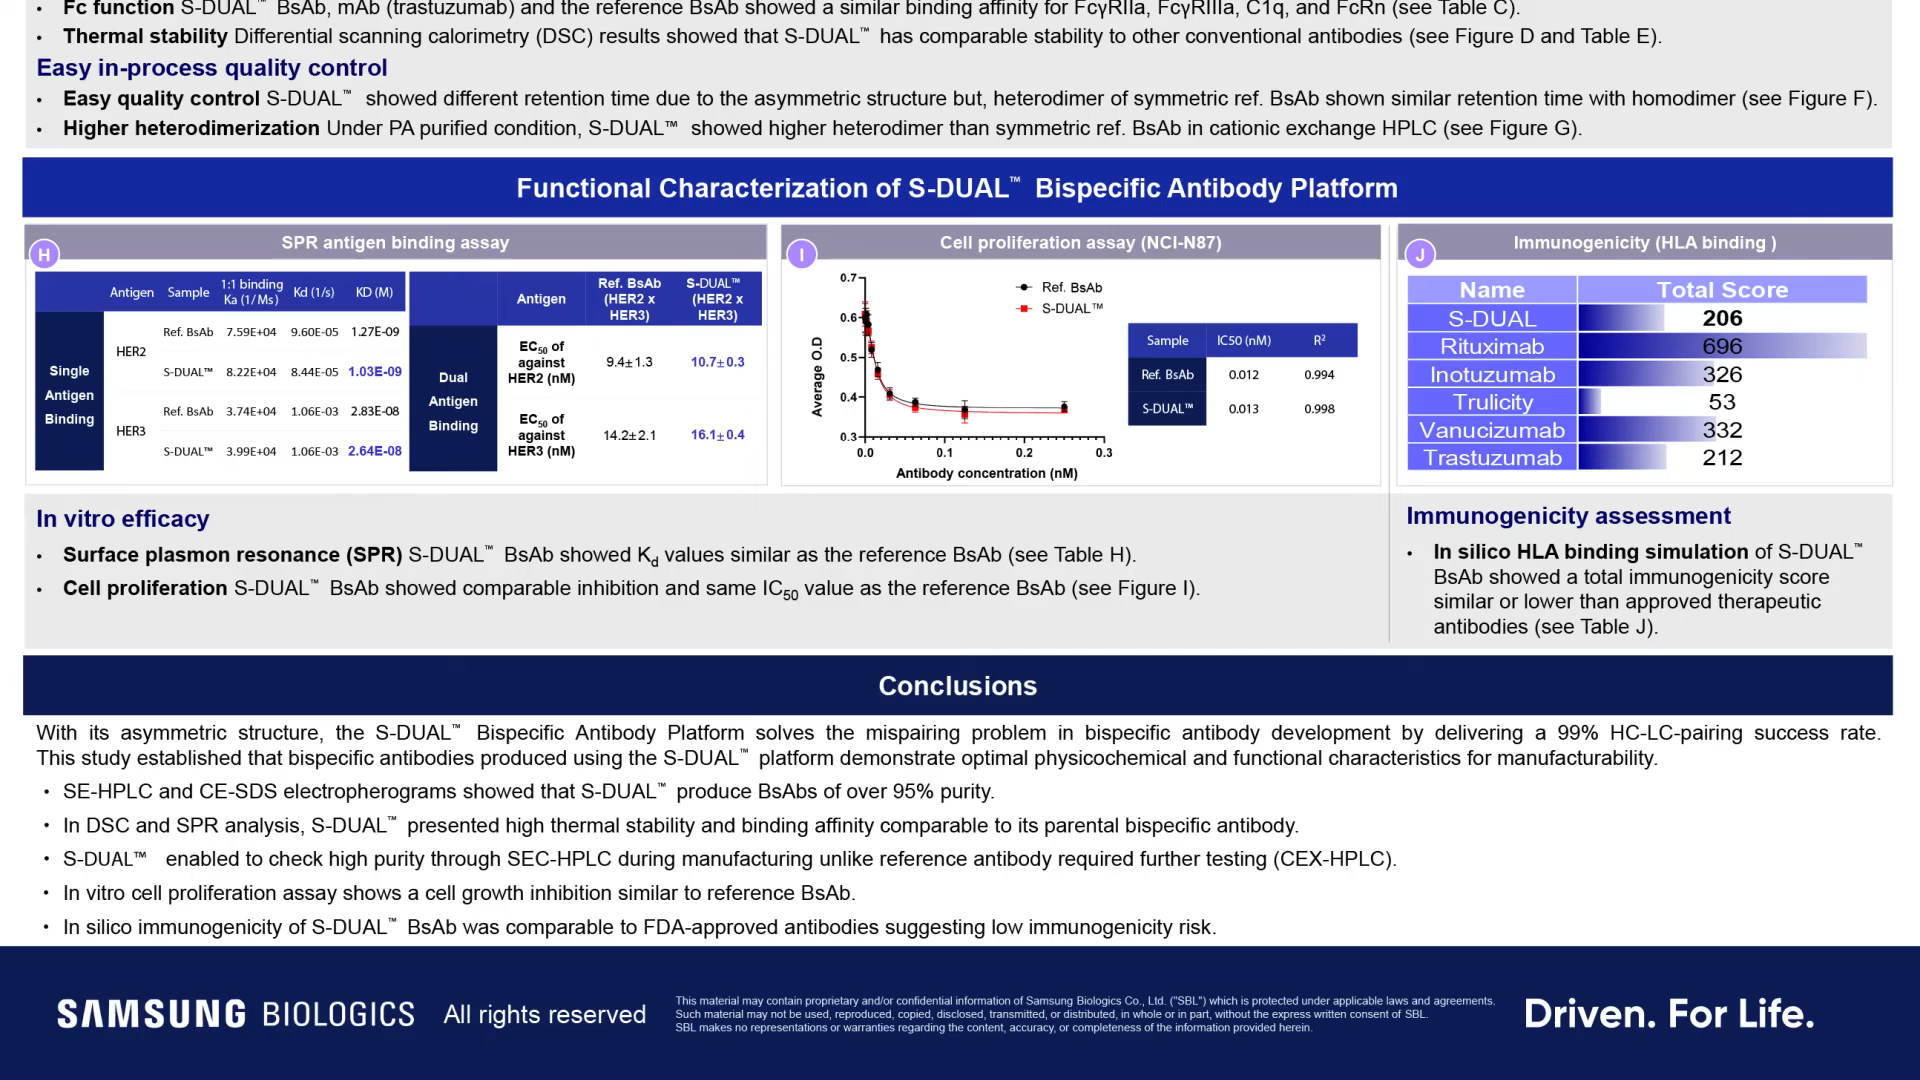 • Fc function S-DUAL™ BsAb, mAb (trastuzumab) and the reference BsAb showed a similar binding affinity for FcγRIIa, FcγRIIIa, C1q, and FcRn (see Table C).
• Thermal stability Differential scanning calorimetry (DSC) results showed that S-DUAL™ has comparable stability to other conventional antibodies (see Figure D and Table E).
Easy in-process quality control
• Easy quality control S-DUAL™ showed different retention time due to the asymmetric structure but, heterodimer of symmetric ref. BsAb shown similar retention time with homodimer (see Figure F).
• Higher heterodimerization Under PA purified condition, S-DUAL™ showed higher heterodimer than symmetric ref. BsAb in cationic exchange HPLC (see Figure G).
Functional Characterization of S-DUAL™ Bispecific Antibody Platform
H
SPR antigen binding assay
Antigen Sample 1:1 binding Ka (1/Ms) Kd (1/s) KD (M)
Single Antigen Binding
HER2
Ref. BsAb 7.59E+04 9.60E-05 1.27E-09
S-DUAL™ 8.22E+04 8.44E-05 1.03E-09
HER3
Ref. BsAb 3.74E+04 1.06E-03 2.83E-08
S-DUAL™ 3.99E+04 1.06E-03 2.64E-08
Antigen Ref. BsAb (HER2 x HER3) S-DUAL™ (HER2 x HER3)
Dual Antigen Binding
EC50 of against HER2 (nM) 9.4±1.3 10.7±0.3
EC50 of against HER3 (nM) 14.2±2.1 16.1±0.4
I
Cell proliferation assay (NCI-N87)
Average O.D
0.7
0.6
0.5
0.4
0.3
0.0 0.1 0.2 0.3
Antibody concentration (nM)
Ref. BsAb
S-DUAL™
Sample IC50 (nM) R²
Ref. BsAb 0.012 0.994
S-DUAL™ 0.013 0.998
J
Immunogenicity (HLA binding )
Name Total Score
S-DUAL 206
Rituximab 696
Inotuzumab 326
Trulicity 53
Vanucizumab 332
Trastuzumab 212
In vitro efficacy
• Surface plasmon resonance (SPR) S-DUAL™ BsAb showed Kd values similar as the reference BsAb (see Table H).
• Cell proliferation S-DUAL™ BsAb showed comparable inhibition and same IC50 value as the reference BsAb (see Figure I).
Immunogenicity assessment
• In silico HLA binding simulation of S-DUAL™
BsAb showed a total immunogenicity score
similar or lower than approved therapeutic
antibodies (see Table J).
Conclusions
With its asymmetric structure, the S-DUAL™ Bispecific Antibody Platform solves the mispairing problem in bispecific antibody development by delivering a 99% HC-LC-pairing success rate.
This study established that bispecific antibodies produced using the S-DUAL™ platform demonstrate optimal physicochemical and functional characteristics for manufacturability.
• SE-HPLC and CE-SDS electropherograms showed that S-DUAL™ produce BsAbs of over 95% purity.
• In DSC and SPR analysis, S-DUAL™ presented high thermal stability and binding affinity comparable to its parental bispecific antibody.
• S-DUAL™ enabled to check high purity through SEC-HPLC during manufacturing unlike reference antibody required further testing (CEX-HPLC).
• In vitro cell proliferation assay shows a cell growth inhibition similar to reference BsAb.
• In silico immunogenicity of S-DUAL™ BsAb was comparable to FDA-approved antibodies suggesting low immunogenicity risk.
SAMSUNG BIOLOGICS All rights reserved
This material may contain proprietary and/or confidential information of Samsung Biologics Co., Ltd. ("SBL") which is protected under applicable laws and agreements.
Such material may not be used, reproduced, copied, disclosed, transmitted, or distributed, in whole or in part, without the express written consent of SBL.
SBL makes no representations or warranties regarding the content, accuracy, or completeness of the information provided herein.
Driven. For Life.